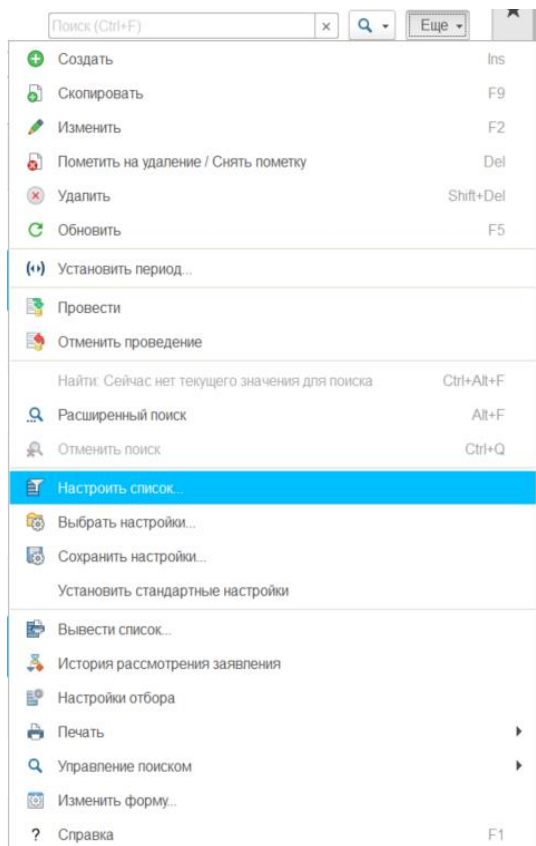 Поиск (Ctrl+F) × Еще
Создать Ins
Скопировать F9
Изменить F2
Пометить на удаление / Снять пометку Del
Удалить Shift+Del
Обновить F5
Установить период...
Провести
Отменить проведение
Найти: Сейчас нет текущего значения для поиска Ctrl+Alt+F
Расширенный поиск Alt+F
Отменить поиск Ctrl+Q
Настроить список...
Выбрать настройки...
Сохранить настройки...
Установить стандартные настройки
Вывести список...
История рассмотрения заявления
Настройки отбора
Печать
Управление поиском
Изменить форму...
? Справка F1